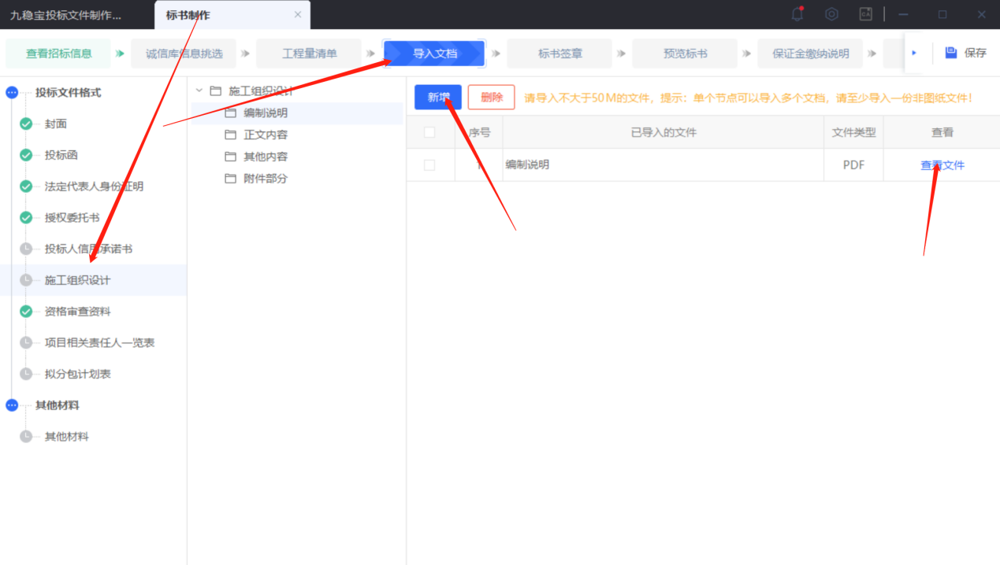 九稳宝投标文件制作...
标书制作
CA
查看招标信息
诚信库信息挑选
工程量清单
导入文档
标书签章
预览标书
保证金缴纳说明
保存
投标文件格式
封面
投标函
法定代表人身份证明
授权委托书
投标人信用承诺书
施工组织设计
资格审查资料
项目相关责任人一览表
拟分包计划表
其他材料
其他材料
施工组织设计
编制说明
正文内容
其他内容
附件部分
新增
删除
请导入不大于50M的文件，提示：单个节点可以导入多个文档，请至少导入一份非图纸文件！
序号
已导入的文件
文件类型
查看
1
编制说明
PDF
查看文件